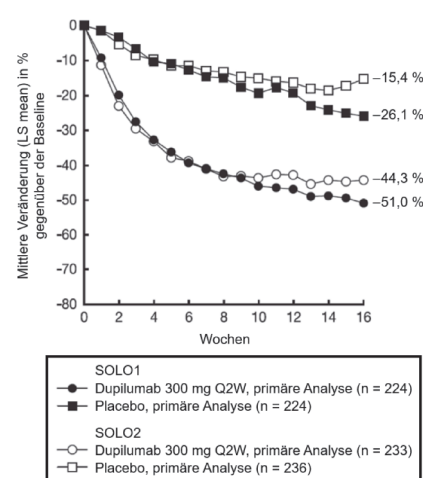 Mittlere Veränderung (LS mean) in %
gegenüber der Baseline
0
-10
-20
-30
-40
-50
-60
-70
-80
–15,4 %
–26,1 %
–44,3 %
–51,0 %
0 2 4 6 8 10 12 14 16
Wochen
SOLO1
Dupilumab 300 mg Q2W, primäre Analyse (n = 224)
Placebo, primäre Analyse (n = 224)
SOLO2
Dupilumab 300 mg Q2W, primäre Analyse (n = 233)
Placebo, primäre Analyse (n = 236)